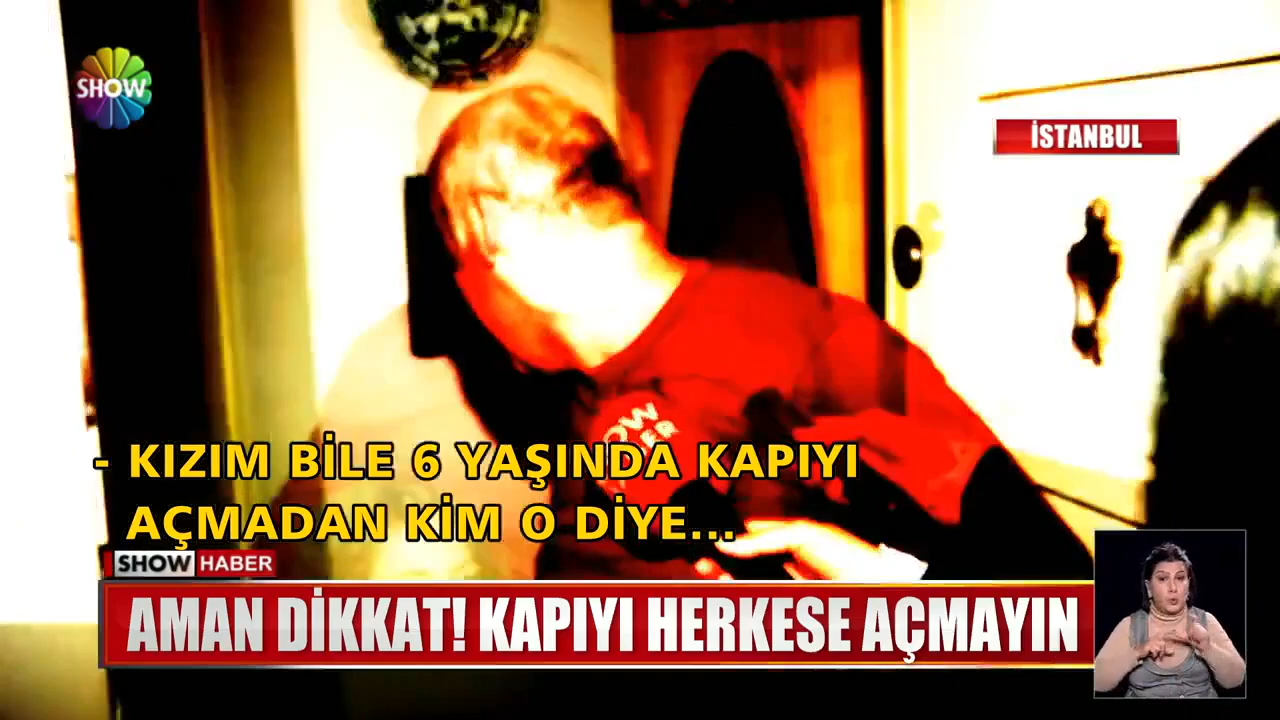 SHOW
İSTANBUL
- KIZIM BİLE 6 YAŞINDA KAPIYI
AÇMADAN KİM O DİYE...
SHOW HABER
AMAN DİKKAT! KAPIYI HERKESE AÇMAYIN